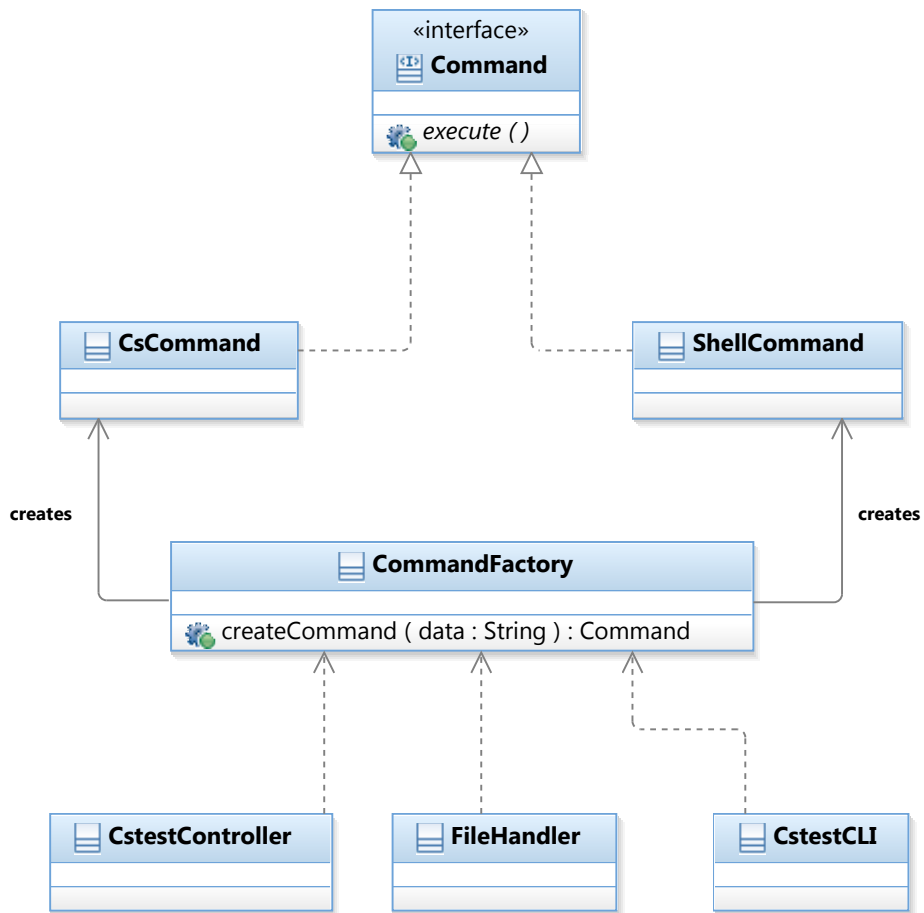 «interface»
Command
execute ( )
CsCommand
ShellCommand
creates
creates
CommandFactory
createCommand ( data : String ) : Command
CstestController
FileHandler
CstestCLI